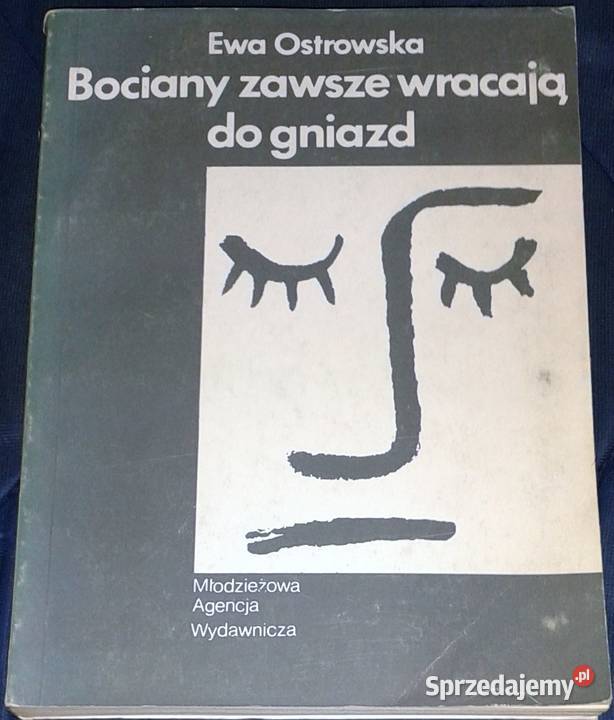 Ewa Ostrowska
Bociany zawsze wracają
do gniazd
Młodzieżowa
Agencja
Wydawnicza
Sprzedajemy.pl